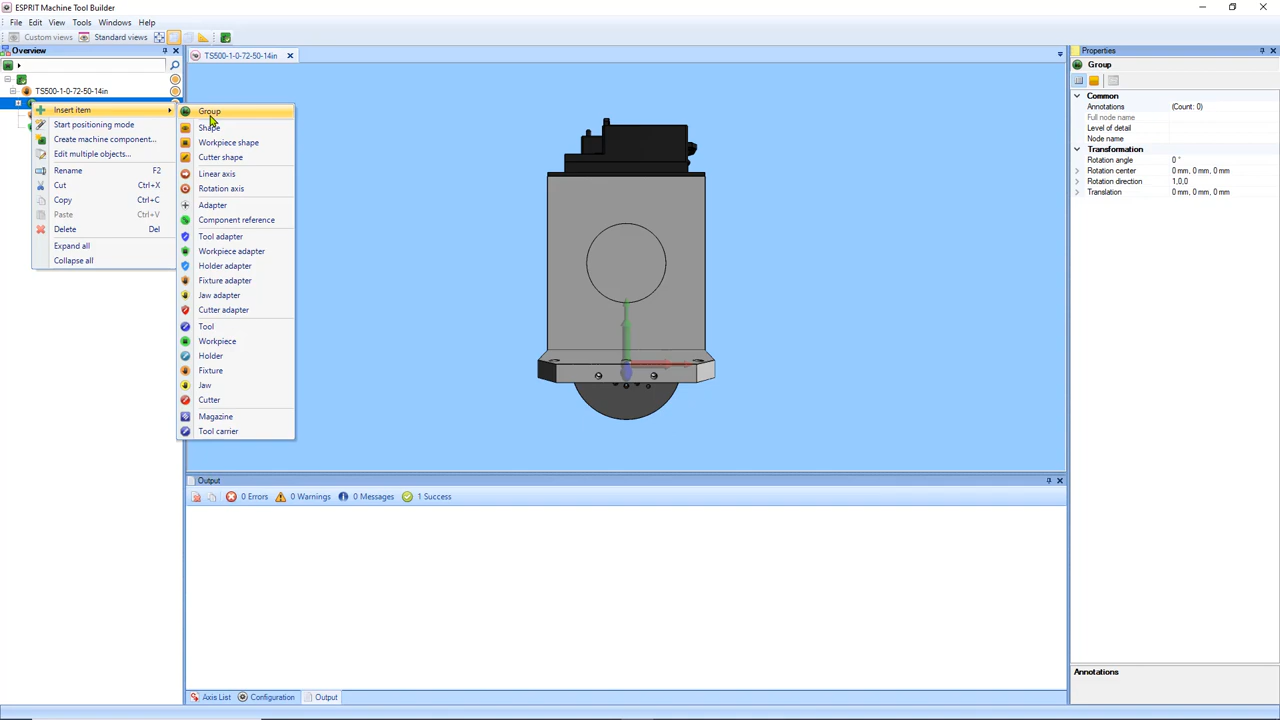 ESPRIT Machine Tool Builder
File Edit View Tools Windows Help
Custom views Standard views
Overview
TS500-1-0-72-50-14in
Insert item
Start positioning mode
Create machine component...
Edit multiple objects...
Rename F2
Cut Ctrl+X
Copy Ctrl+C
Paste Ctrl+V
Delete Del
Expand all
Collapse all
Group
Shape
Workpiece shape
Cutter shape
Linear axis
Rotation axis
Adapter
Component reference
Tool adapter
Workpiece adapter
Holder adapter
Fixture adapter
Jaw adapter
Cutter adapter
Tool
Workpiece
Holder
Fixture
Jaw
Cutter
Magazine
Tool carrier
TS500-1-0-72-50-14in
Output
0 Errors 0 Warnings 0 Messages 1 Success
Axis List Configuration Output
Properties
Group
Common
Annotations (Count: 0)
Full node name
Level of detail
Node name
Transformation
Rotation angle 0 °
Rotation center 0 mm, 0 mm, 0 mm
Rotation direction 1,0,0
Translation 0 mm, 0 mm, 0 mm
Annotations